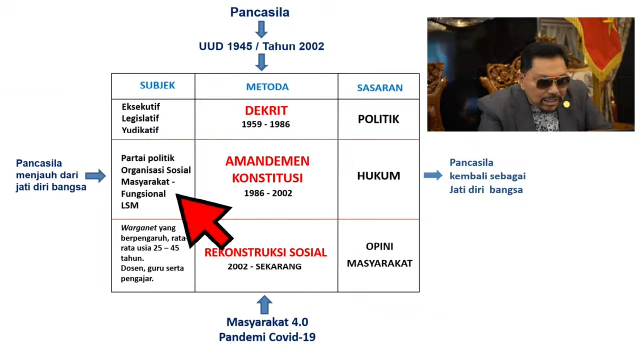 Pancasila
UUD 1945 / Tahun 2002
SUBJEK
METODA
SASARAN
Eksekutif
Legislatif
Yudikatif
DEKRIT
1959 - 1986
POLITIK
Pancasila
menjauh dari
jati diri bangsa
Partai politik
Organisasi Sosial
Masyarakat -
Fungsional
LSM
AMANDEMEN
KONSTITUSI
1986 - 2002
HUKUM
Pancasila
kembali sebagai
Jati diri bangsa
Warganet yang
berpengaruh, rata-
rata usia 25 – 45
tahun.
Dosen, guru serta
pengajar.
REKONSTRUKSI SOSIAL
2002 - SEKARANG
OPINI
MASYARAKAT
Masyarakat 4.0
Pandemi Covid-19